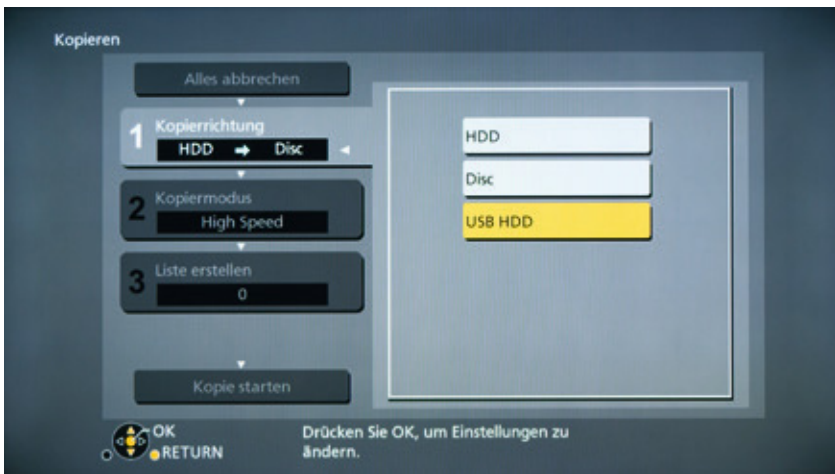 Kopieren
Alles abbrechen
1 Kopierrichtung
HDD ➡ Disc
2 Kopiermodus
High Speed
3 Liste erstellen
0
Kopie starten
HDD
Disc
USB HDD
OK
RETURN
Drücken Sie OK, um Einstellungen zu
ändern.